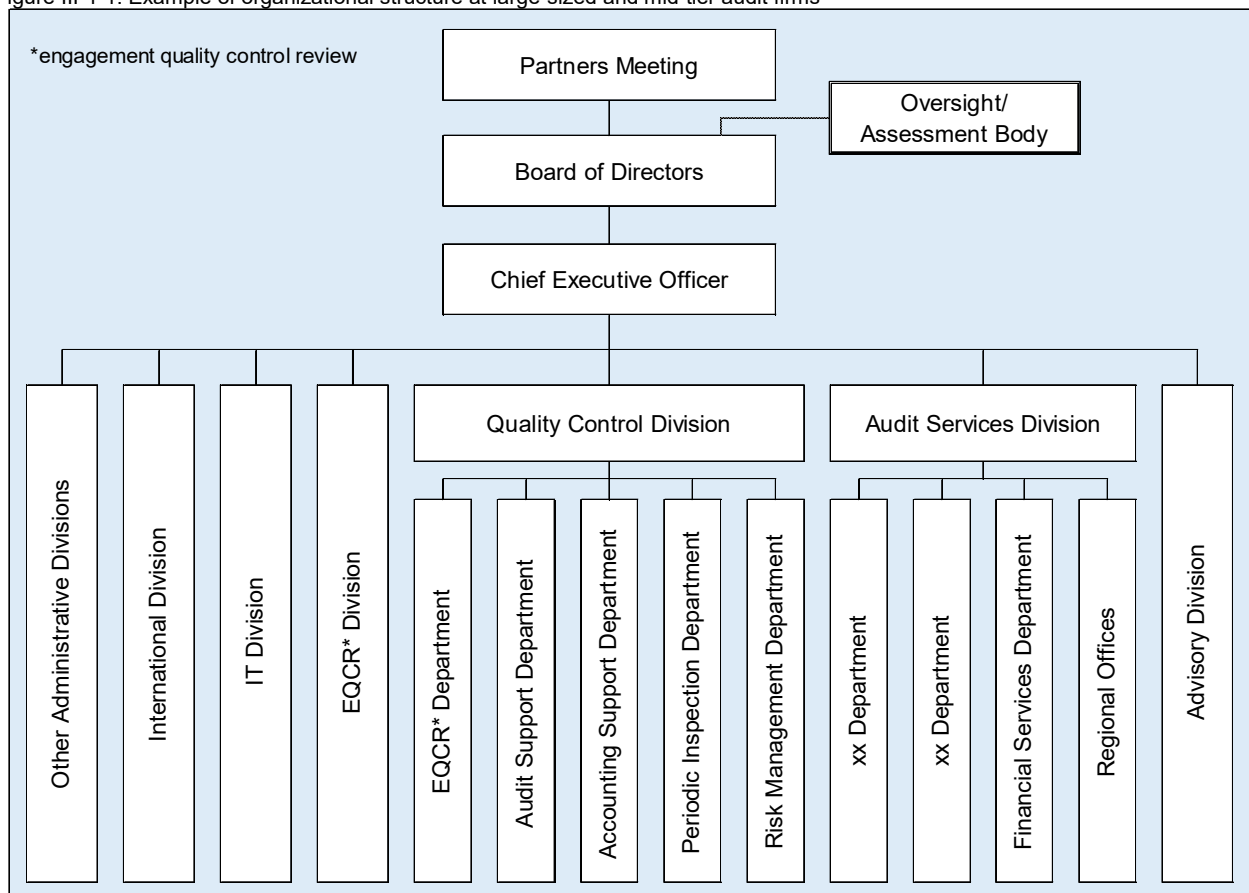 igure III-1-1: Example of organizational structure at large-sized and mid-tier audit firms
*engagement quality control review
Partners Meeting
Oversight/
Assessment Body
Board of Directors
Chief Executive Officer
Other Administrative Divisions
International Division
IT Division
EQCR* Division
Quality Control Division
EQCR* Department
Audit Support Department
Accounting Support Department
Periodic Inspection Department
Risk Management Department
Audit Services Division
xx Department
xx Department
Financial Services Department
Regional Offices
Advisory Division